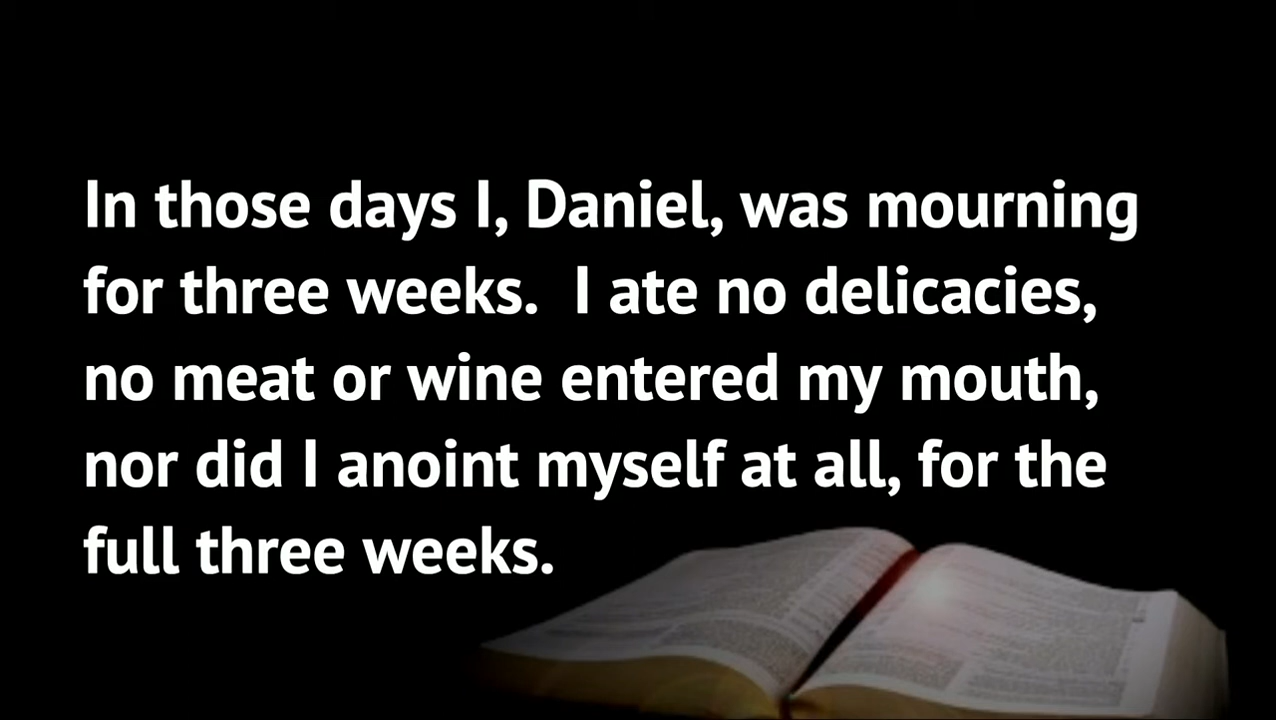 In those days I, Daniel, was mourning
for three weeks.  I ate no delicacies,
no meat or wine entered my mouth,
nor did I anoint myself at all, for the
full three weeks.